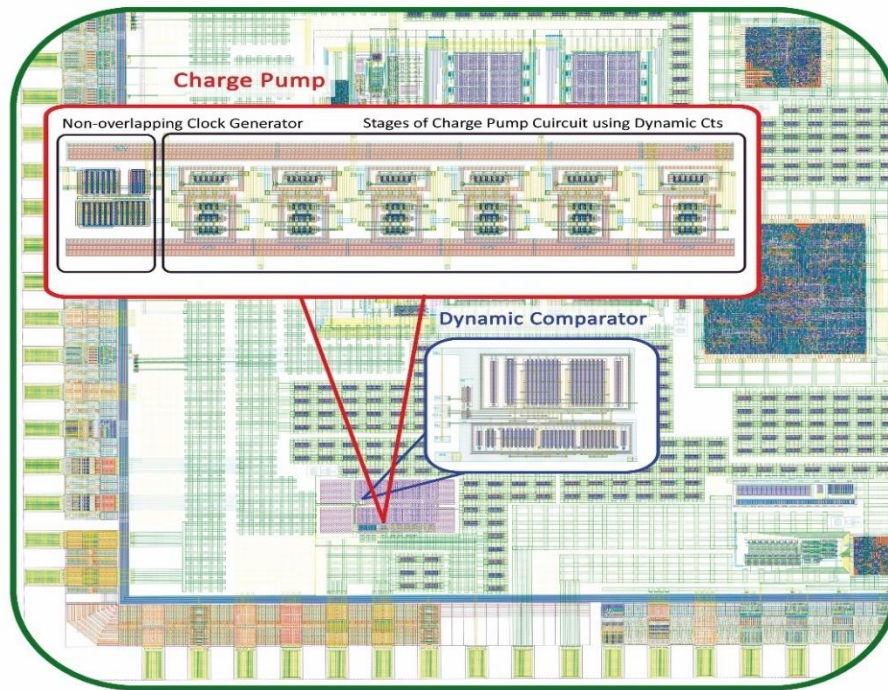 Charge Pump
Non-overlapping Clock Generator
Stages of Charge Pump Cuircuit using Dynamic Cts
Dynamic Comparator